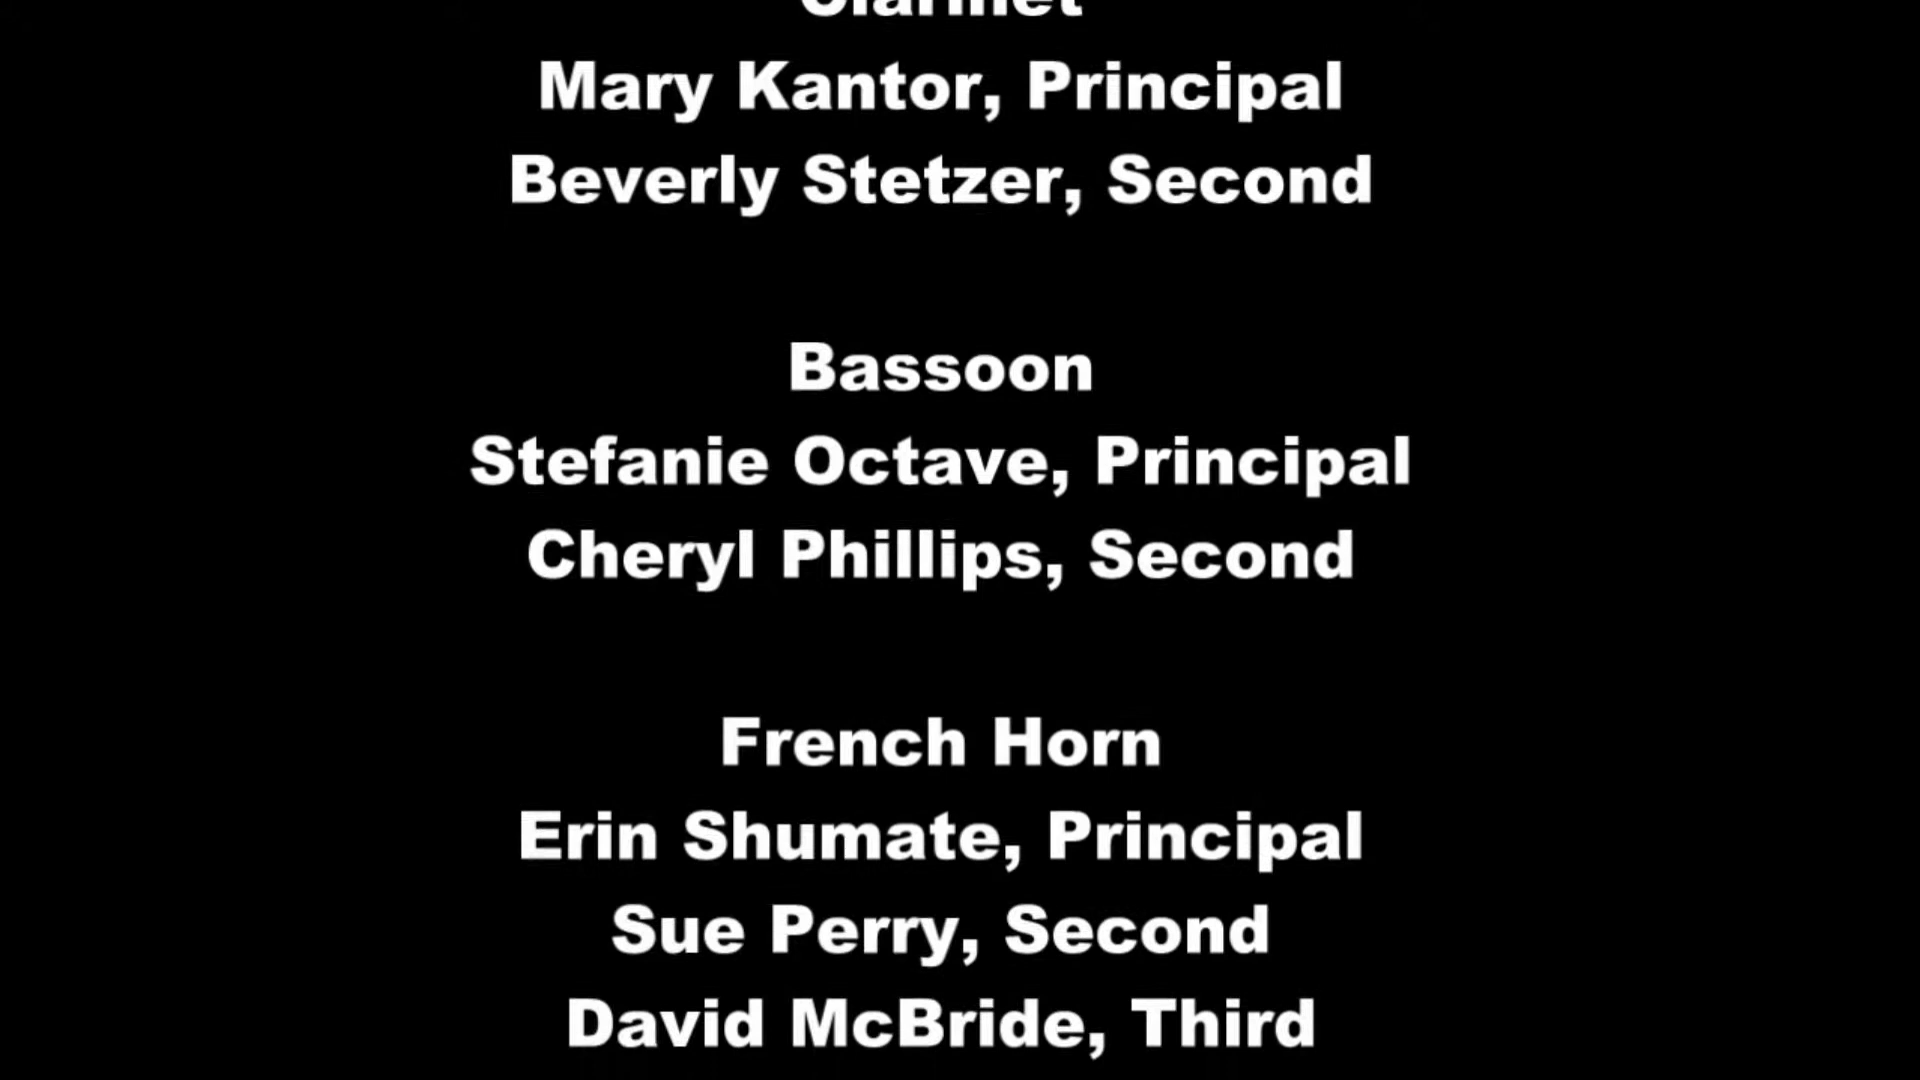 Clarinet
Mary Kantor, Principal
Beverly Stetzer, Second
Bassoon
Stefanie Octave, Principal
Cheryl Phillips, Second
French Horn
Erin Shumate, Principal
Sue Perry, Second
David McBride, Third